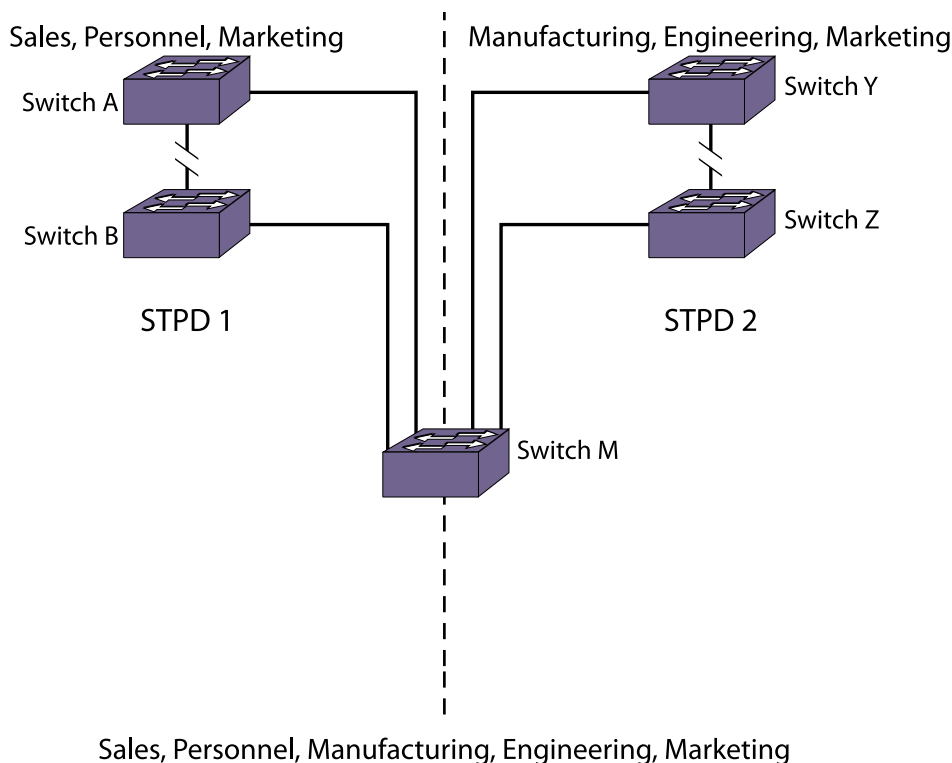 Sales, Personnel, Marketing
Manufacturing, Engineering, Marketing
Switch A
Switch Y
Switch B
Switch Z
STPD 1
STPD 2
Switch M
Sales, Personnel, Manufacturing, Engineering, Marketing